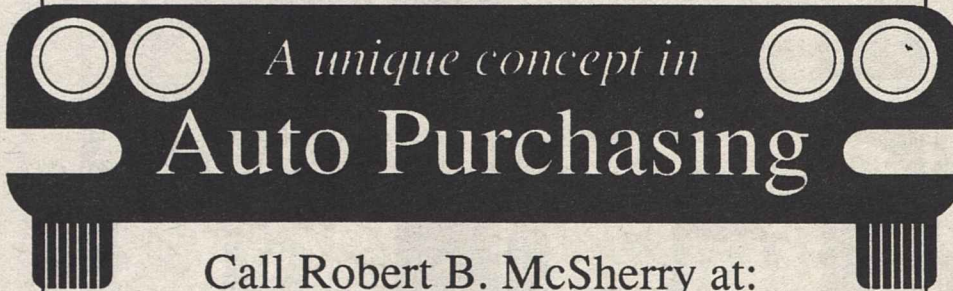 A unique concept in
Auto Purchasing
Call Robert B. McSherry at: